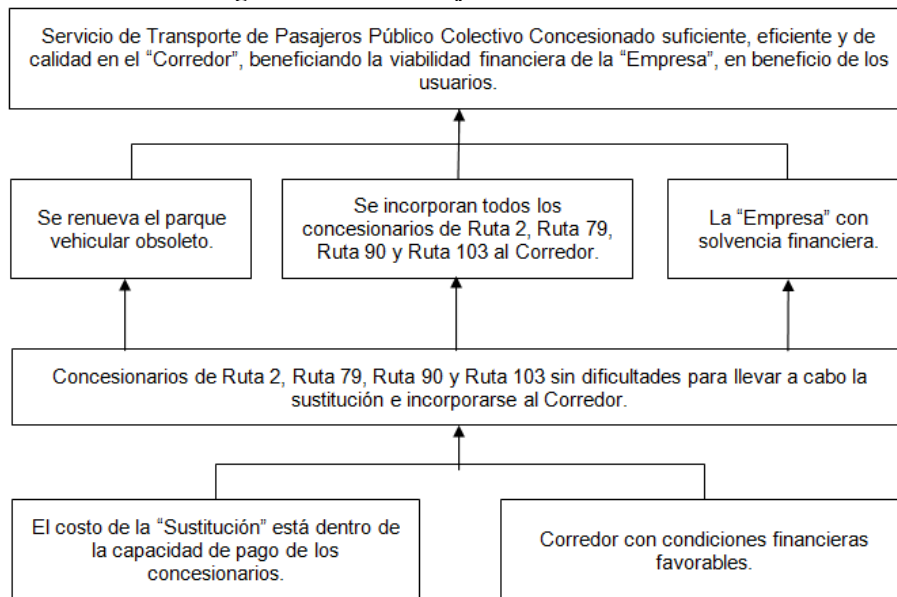 Servicio de Transporte de Pasajeros Público Colectivo Concesionado suficiente, eficiente y de
calidad en el “Corredor”, beneficiando la viabilidad financiera de la “Empresa”, en beneficio de los
usuarios.
Se renueva el parque
vehicular obsoleto.
Se incorporan todos los
concesionarios de Ruta 2, Ruta 79,
Ruta 90 y Ruta 103 al Corredor.
La “Empresa” con
solvencia financiera.
Concesionarios de Ruta 2, Ruta 79, Ruta 90 y Ruta 103 sin dificultades para llevar a cabo la
sustitución e incorporarse al Corredor.
El costo de la “Sustitución” está dentro de
la capacidad de pago de los
concesionarios.
Corredor con condiciones financieras
favorables.